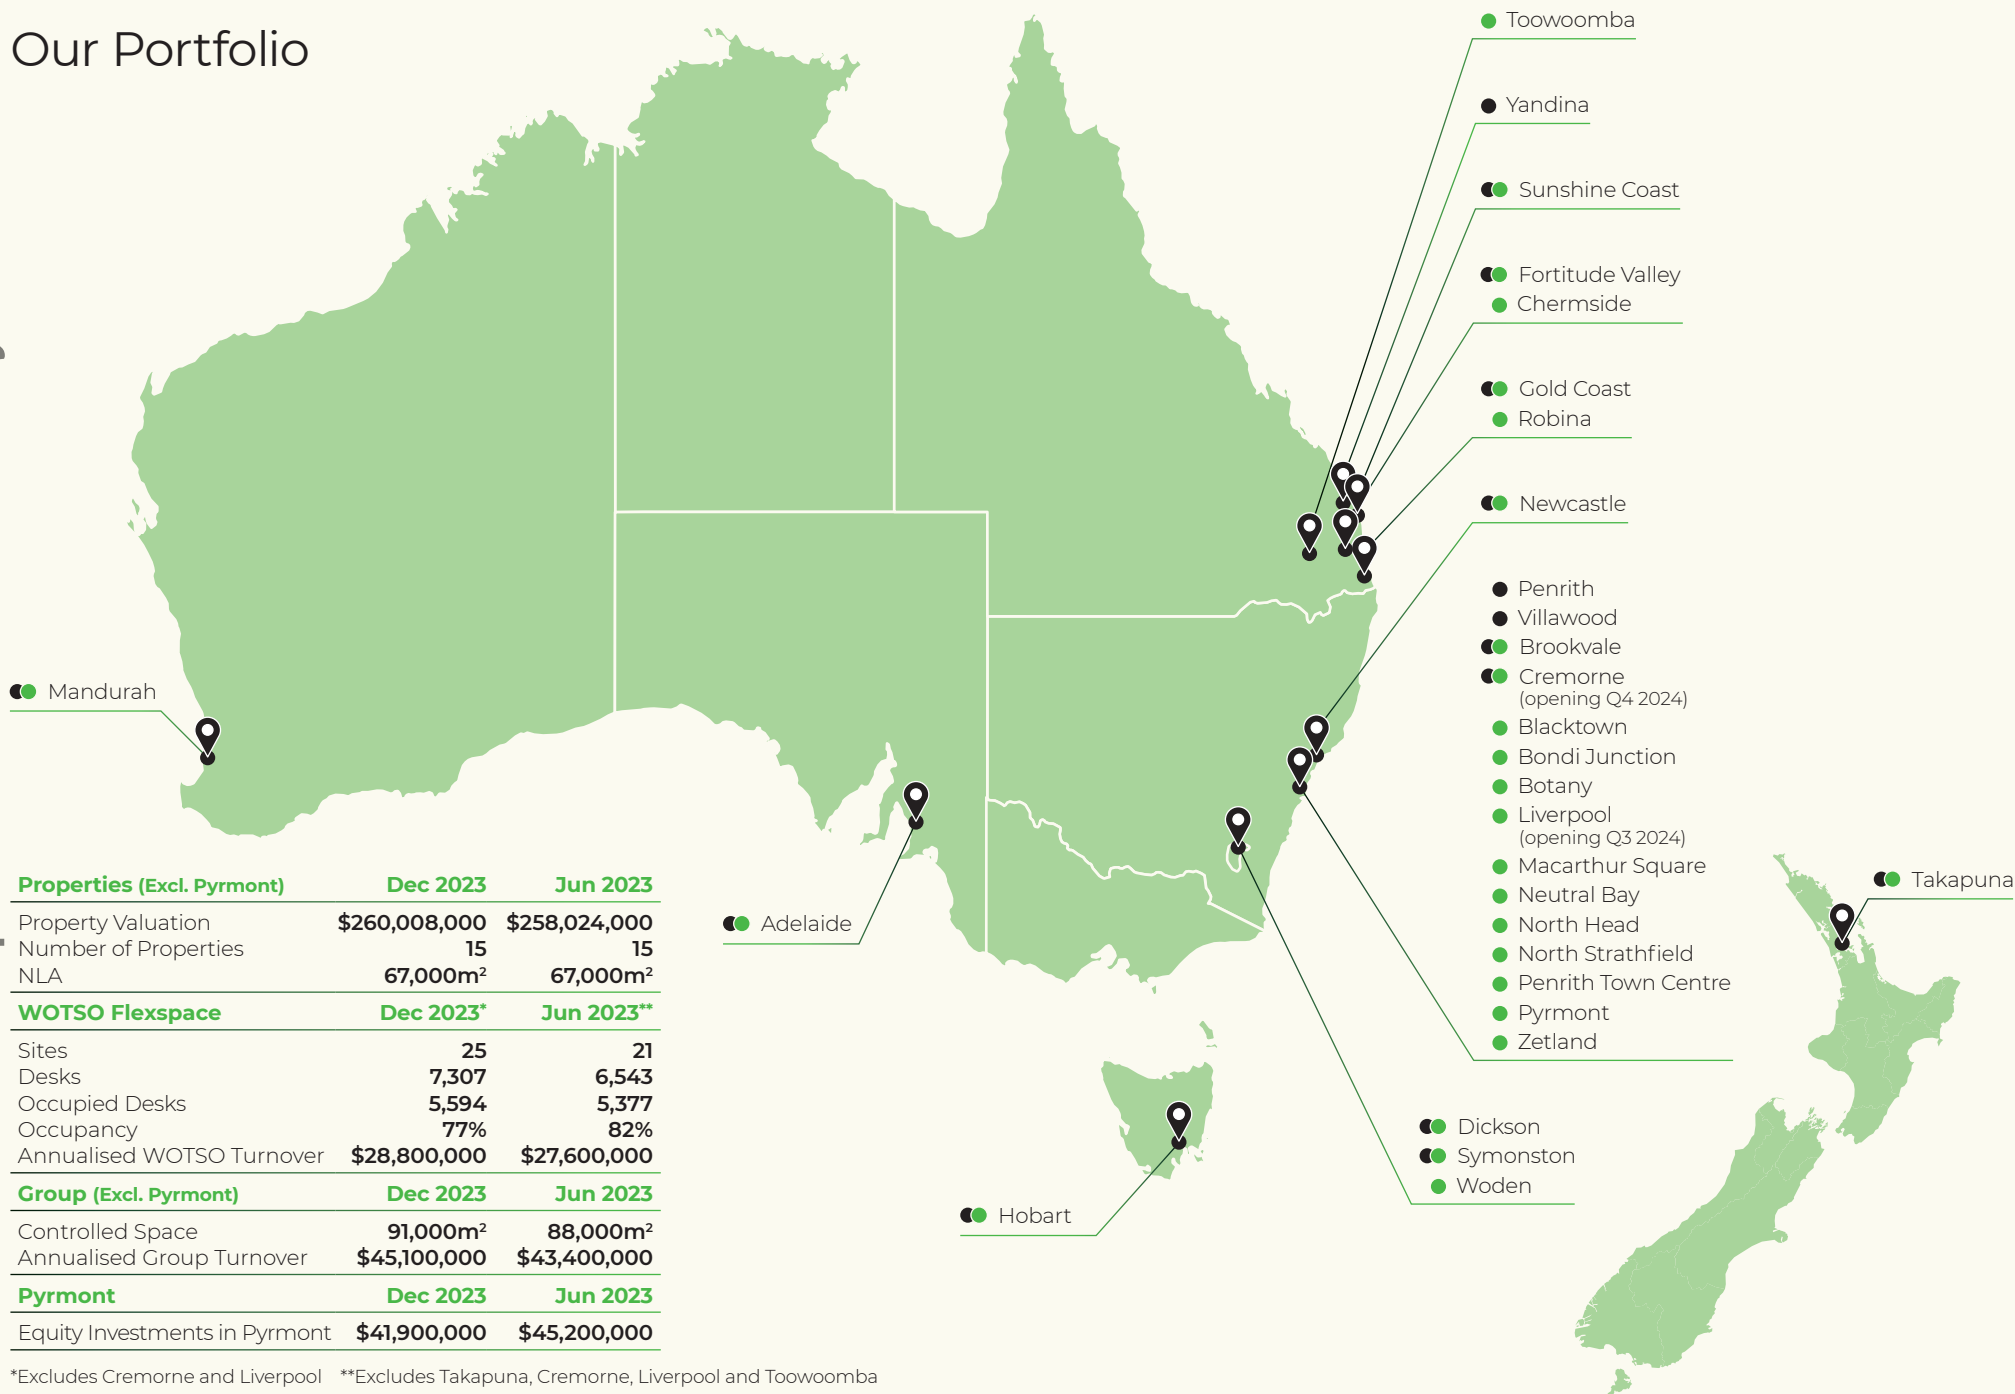 Our Portfolio
Toowoomba
Yandina
Sunshine Coast
Fortitude Valley
Chermside
Gold Coast
Robina
Newcastle
Penrith
Villawood
Brookvale
Cremorne
(opening Q4 2024)
Blacktown
Bondi Junction
Botany
Liverpool
(opening Q3 2024)
Macarthur Square
Neutral Bay
North Head
North Strathfield
Penrith Town Centre
Pyrmont
Zetland
Takapuna
Dickson
Symonston
Woden
Mandurah
Adelaide
Hobart
Properties (Excl. Pyrmont) Dec 2023 Jun 2023
Property Valuation $260,008,000 $258,024,000
Number of Properties 15 15
NLA 67,000m² 67,000m²
WOTSO Flexspace Dec 2023* Jun 2023**
Sites 25 21
Desks 7,307 6,543
Occupied Desks 5,594 5,377
Occupancy 77% 82%
Annualised WOTSO Turnover $28,800,000 $27,600,000
Group (Excl. Pyrmont) Dec 2023 Jun 2023
Controlled Space 91,000m² 88,000m²
Annualised Group Turnover $45,100,000 $43,400,000
Pyrmont Dec 2023 Jun 2023
Equity Investments in Pyrmont $41,900,000 $45,200,000
*Excludes Cremorne and Liverpool **Excludes Takapuna, Cremorne, Liverpool and Toowoomba